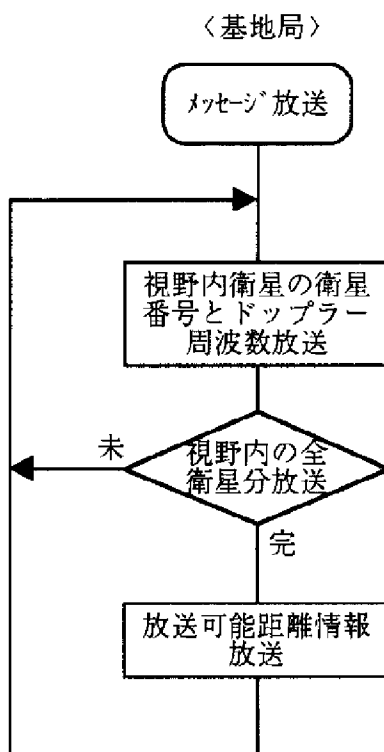 〈基地局〉
メッセージ放送
視野内衛星の衛星
番号とドップラー
周波数放送
未
視野内の全
衛星分放送
完
放送可能距離情報
放送